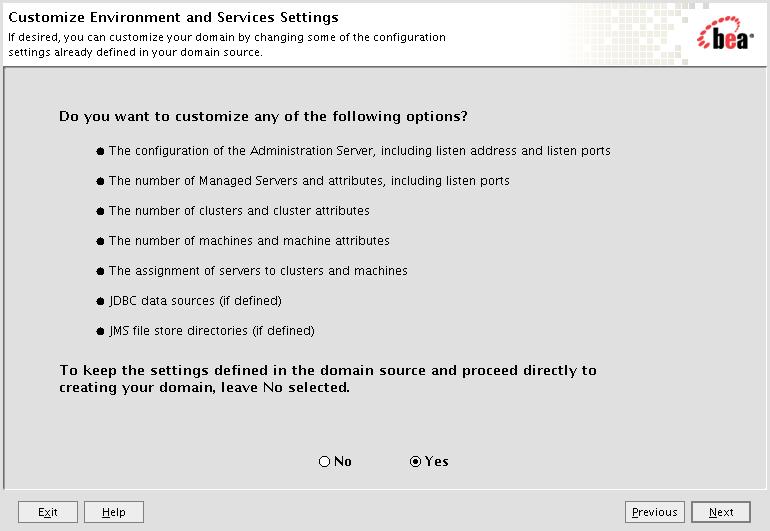 Customize Environment and Services Settings
If desired, you can customize your domain by changing some of the configuration
settings already defined in your domain source.
bea
Do you want to customize any of the following options?
The configuration of the Administration Server, including listen address and listen ports
The number of Managed Servers and attributes, including listen ports
The number of clusters and cluster attributes
The number of machines and machine attributes
The assignment of servers to clusters and machines
JDBC data sources (if defined)
JMS file store directories (if defined)
To keep the settings defined in the domain source and proceed directly to
creating your domain, leave No selected.
No Yes
Exit Help Previous Next